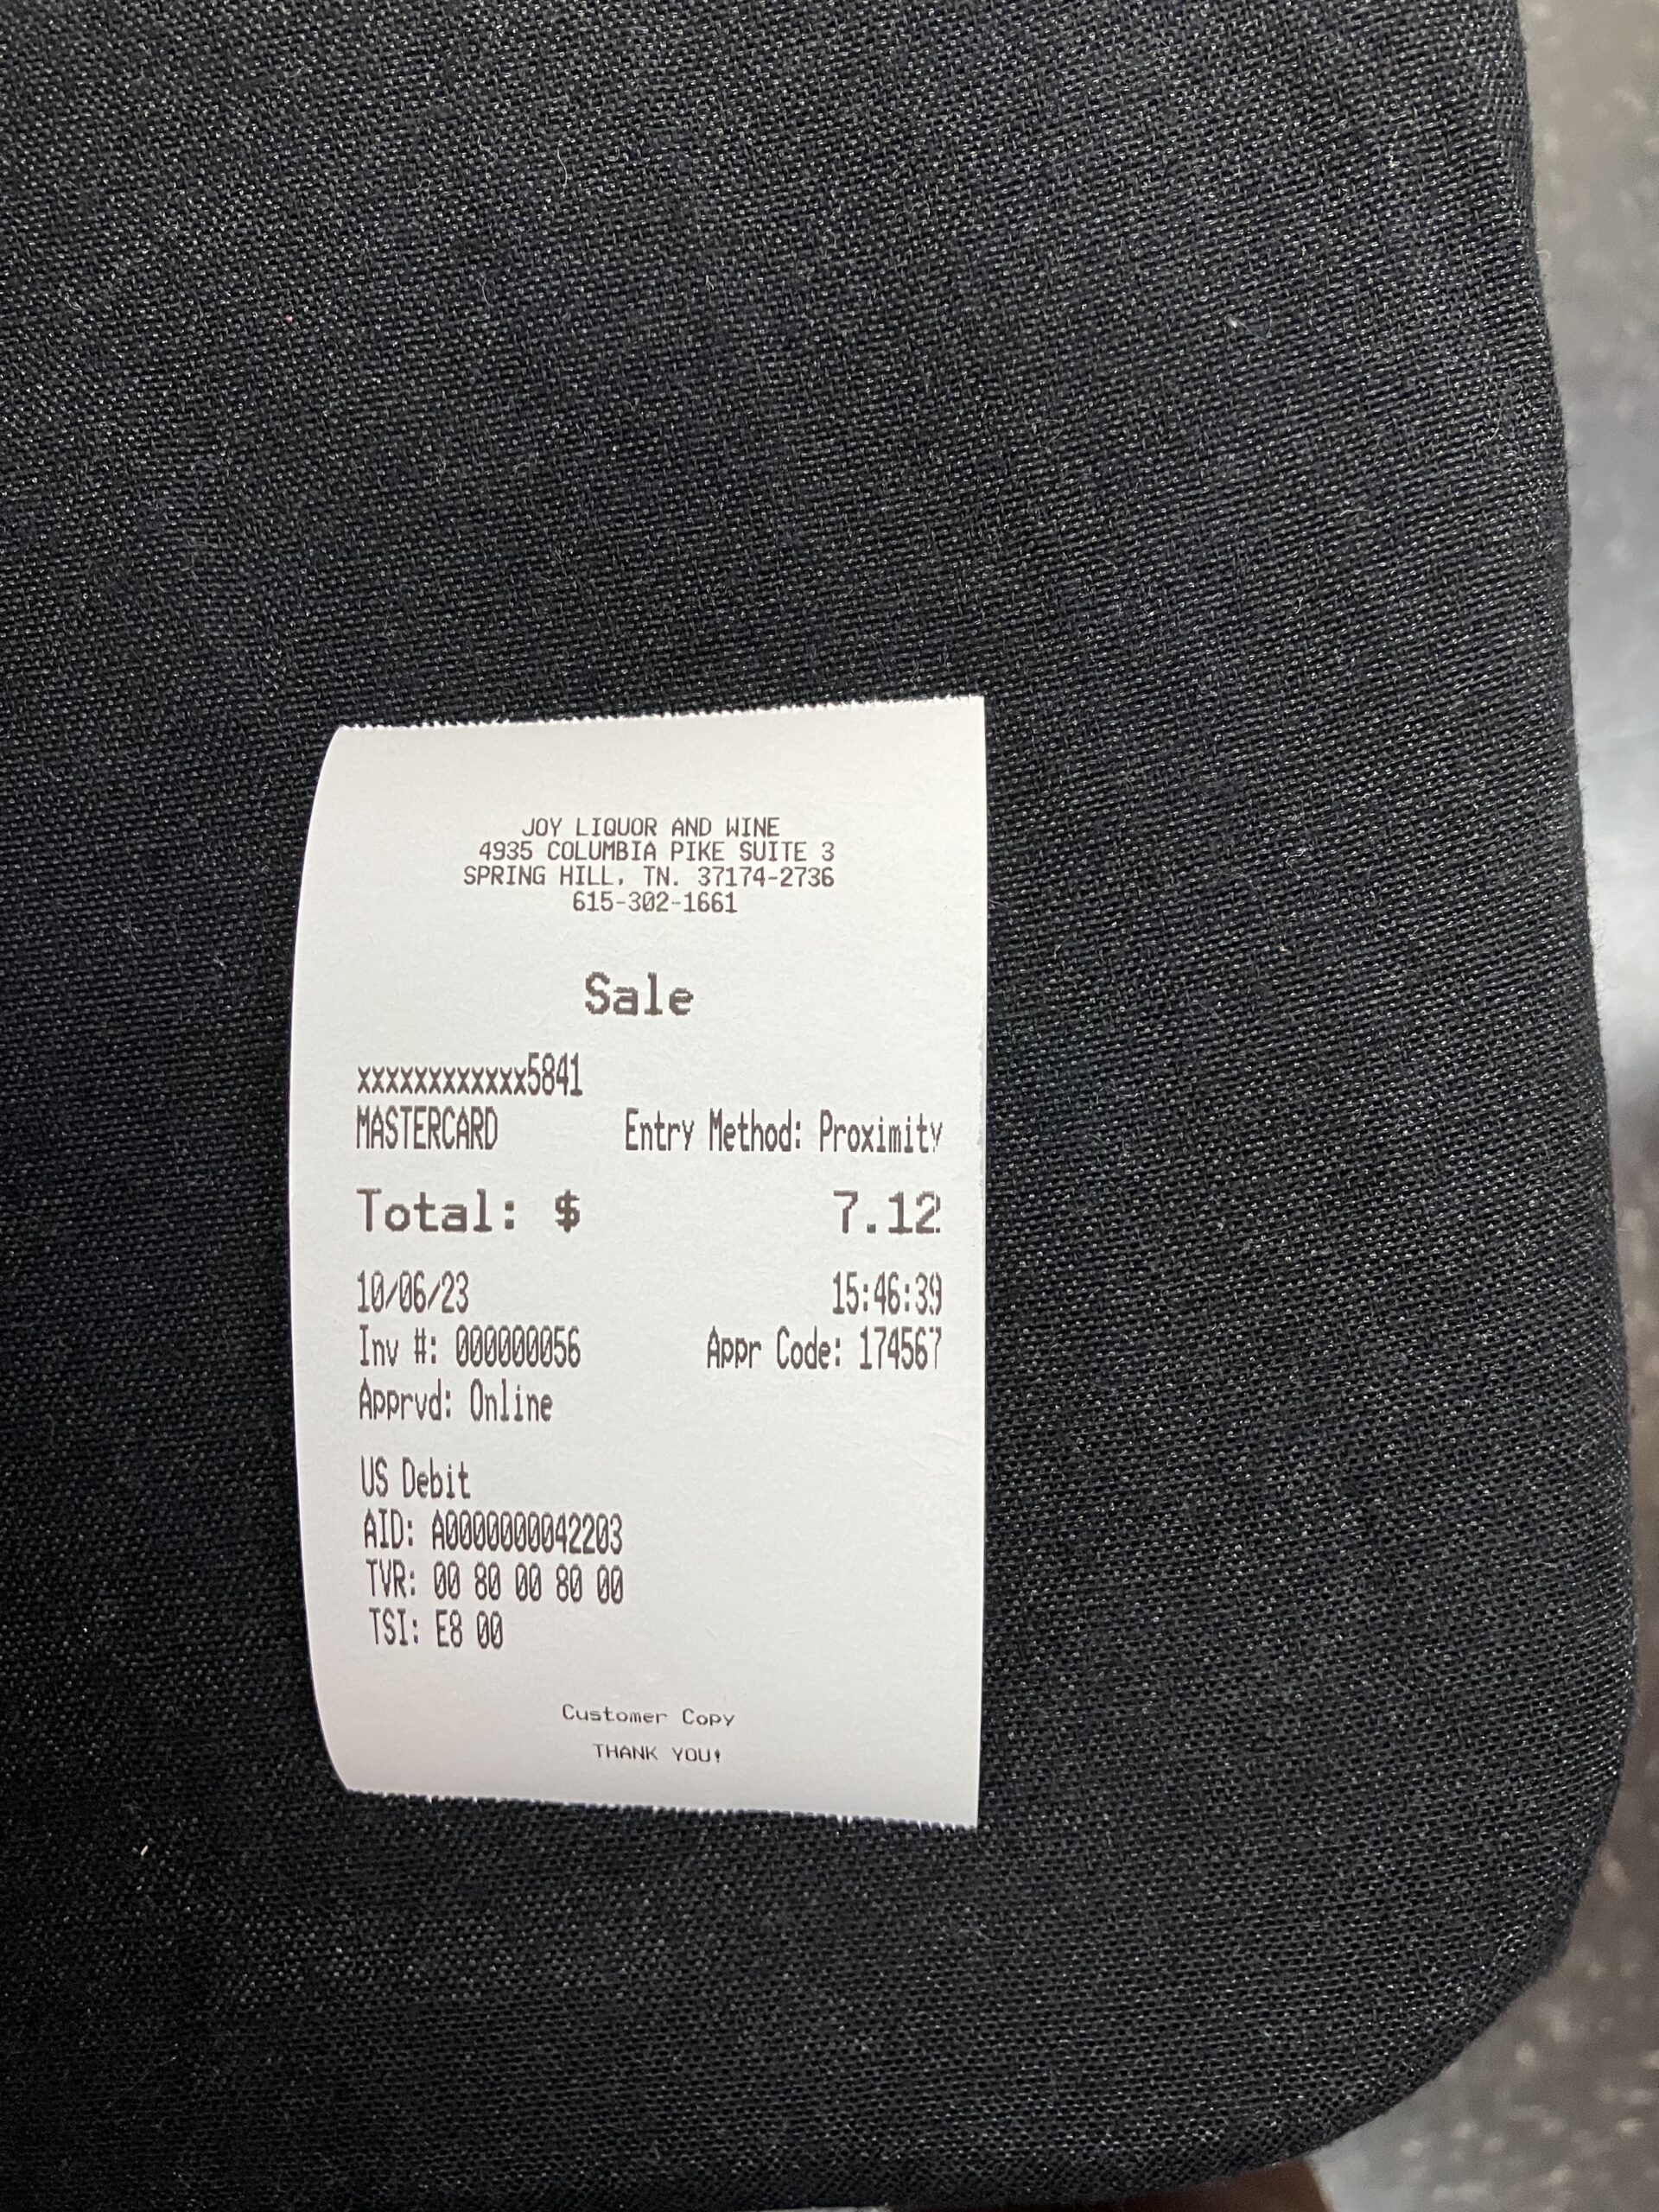 JOY LIQUOR AND WINE
4935 COLUMBIA PIKE SUITE 3
SPRING HILL, TN. 37174-2736
615-302-1661
Sale
xxxxxxxxxxxx5841
MASTERCARD Entry Method: Proximity
Total: $ 7.12
10/06/23 15:46:39
Inv #: 000000056 Appr Code: 174567
Apprvd: Online
US Debit
AID: A0000000042203
TVR: 00 80 00 80 00
TSI: E8 00
Customer Copy
THANK YOU!